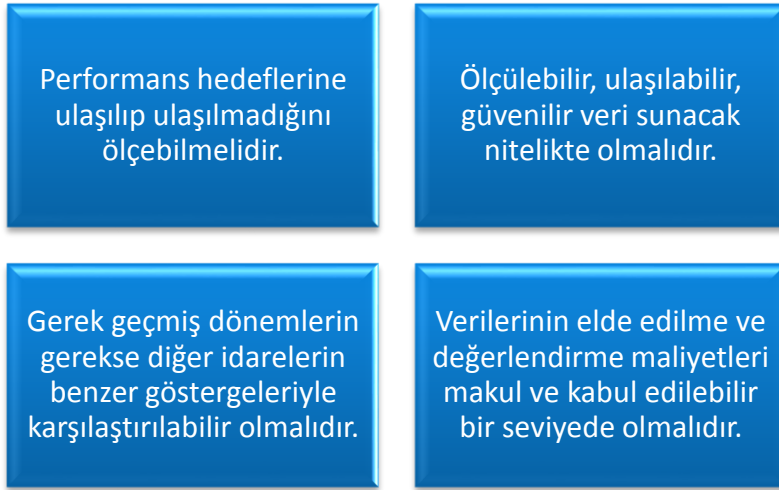 Performans hedeflerine
ulaşılıp ulaşılmadığını
ölçebilmelidir.
Ölçülebilir, ulaşılabilir,
güvenilir veri sunacak
nitelikte olmalıdır.
Gerek geçmiş dönemlerin
gerekse diğer idarelerin
benzer göstergeleriyle
karşılaştırılabilir olmalıdır.
Verilerinin elde edilme ve
değerlendirme maliyetleri
makul ve kabul edilebilir
bir seviyede olmalıdır.